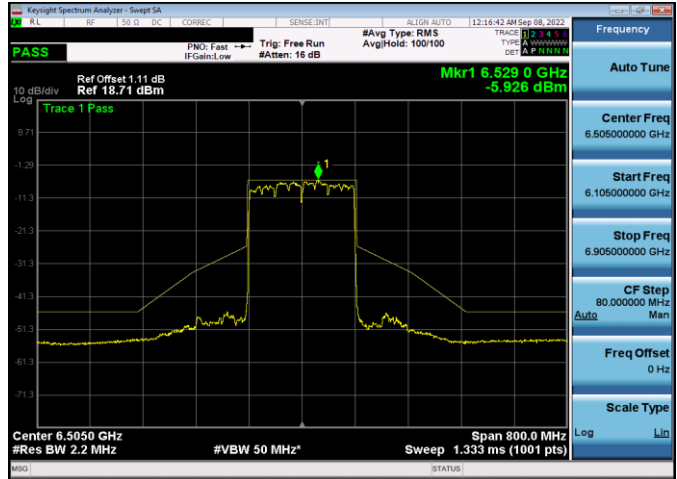 Keysight Spectrum Analyzer - Swept SA
RL RF 50 Ω DC CORREC SENSE:INT ALIGN AUTO 12:16:42 AM Sep 08, 2022
PASS
PNO: Fast
IFGain:Low
Trig: Free Run
#Atten: 16 dB
#Avg Type: RMS
Avg|Hold: 100/100
TRACE 1 2 3 4 5 6
TYPE A WWWWW
DET A P N N N N
Mkr1 6.529 0 GHz
-5.926 dBm
Ref Offset 1.11 dB
10 dB/div Ref 18.71 dBm
Log
Trace 1 Pass
8.71
-1.29
-11.3
-21.3
-31.3
-41.3
-51.3
-61.3
-71.3
1
Center 6.5050 GHz Span 800.0 MHz
#Res BW 2.2 MHz #VBW 50 MHz* Sweep 1.333 ms (1001 pts)
MSG STATUS
Frequency
Auto Tune
Center Freq
6.505000000 GHz
Start Freq
6.105000000 GHz
Stop Freq
6.905000000 GHz
CF Step
80.000000 MHz
Auto Man
Freq Offset
0 Hz
Scale Type
Log Lin